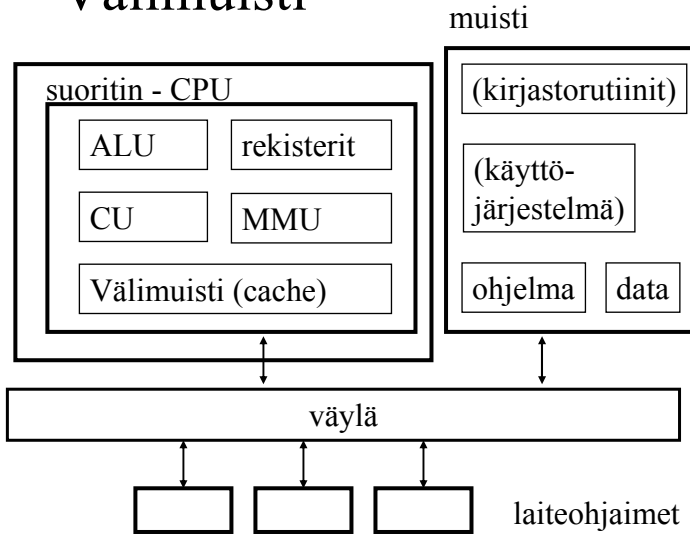 Välimuisti
muisti
suoritin - CPU
(kirjastorutiinit)
ALU
rekisterit
(käyttö-
järjestelmä)
CU
MMU
Välimuisti (cache)
ohjelma
data
väylä
laiteohjaimet